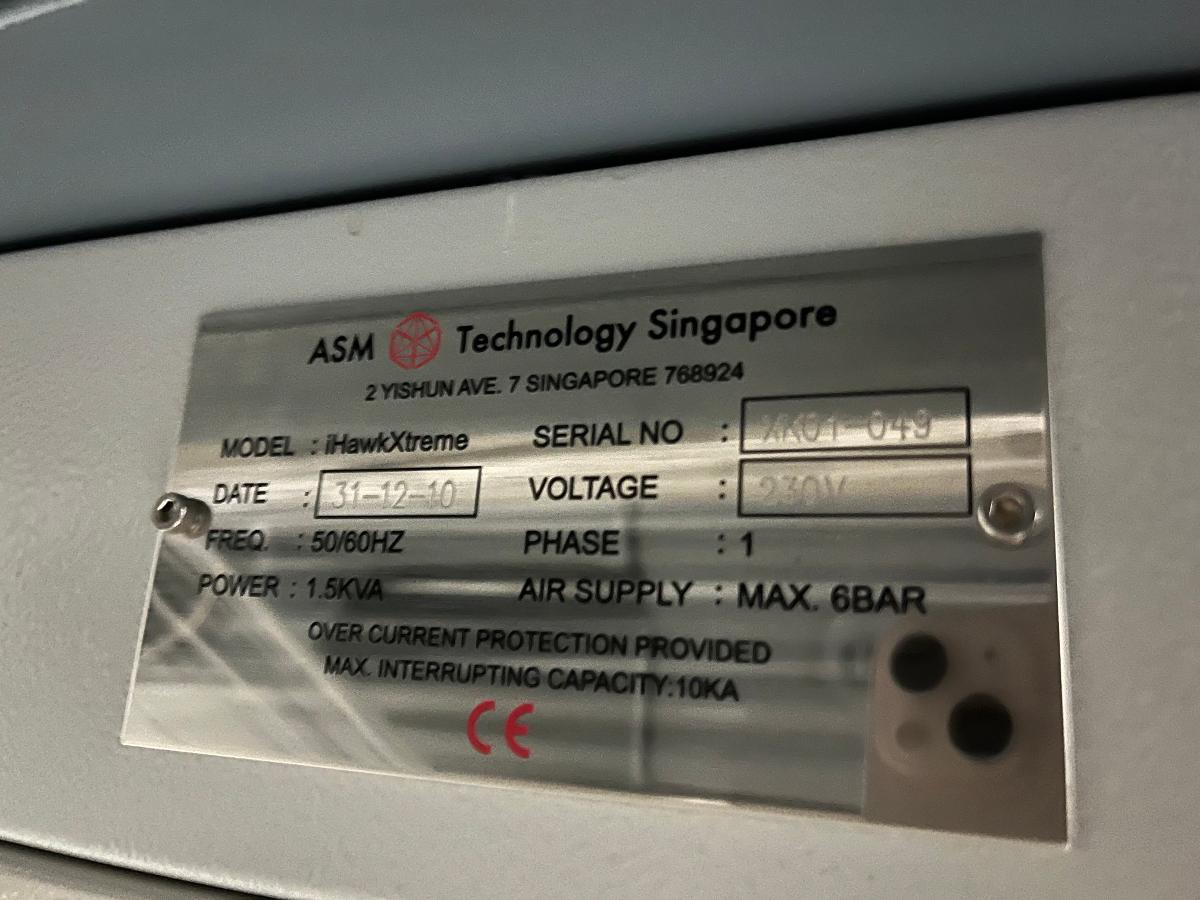 ASM Technology Singapore
2 YISHUN AVE. 7 SINGAPORE 768924
MODEL : iHawkXtreme SERIAL NO : XK01-049
DATE : 31-12-10 VOLTAGE : 230V
FREQ. : 50/60HZ PHASE : 1
POWER : 1.5KVA AIR SUPPLY : MAX. 6BAR
OVER CURRENT PROTECTION PROVIDED
MAX. INTERRUPTING CAPACITY:10KA
CE